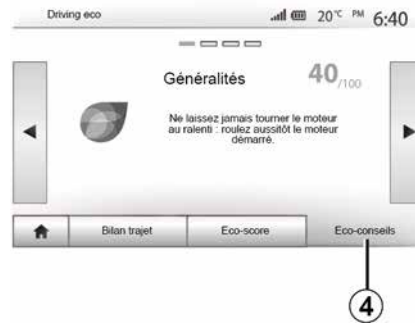 Driving eco 20°C PM 6:40
Généralités 40/100
Ne laissez jamais tourner le moteur
au ralenti : roulez aussitôt le moteur
démarré.
Bilan trajet Eco-score Eco-conseils
4